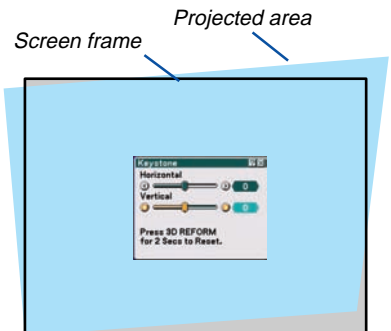 Projected area
Screen frame
Keystone
Horizontal
0
Vertical
0
Press 3D REFORM
for 2 Secs to Reset.